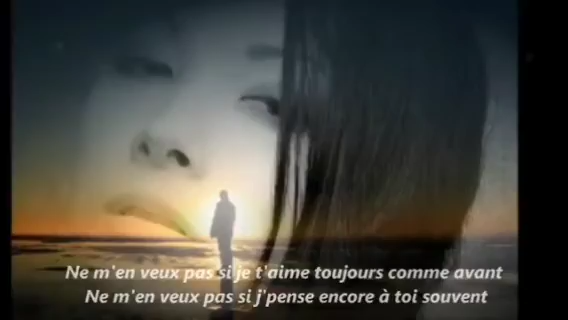 Ne m'en veux pas si je t'aime toujours comme avant
Ne m'en veux pas si j'pense encore à toi souvent